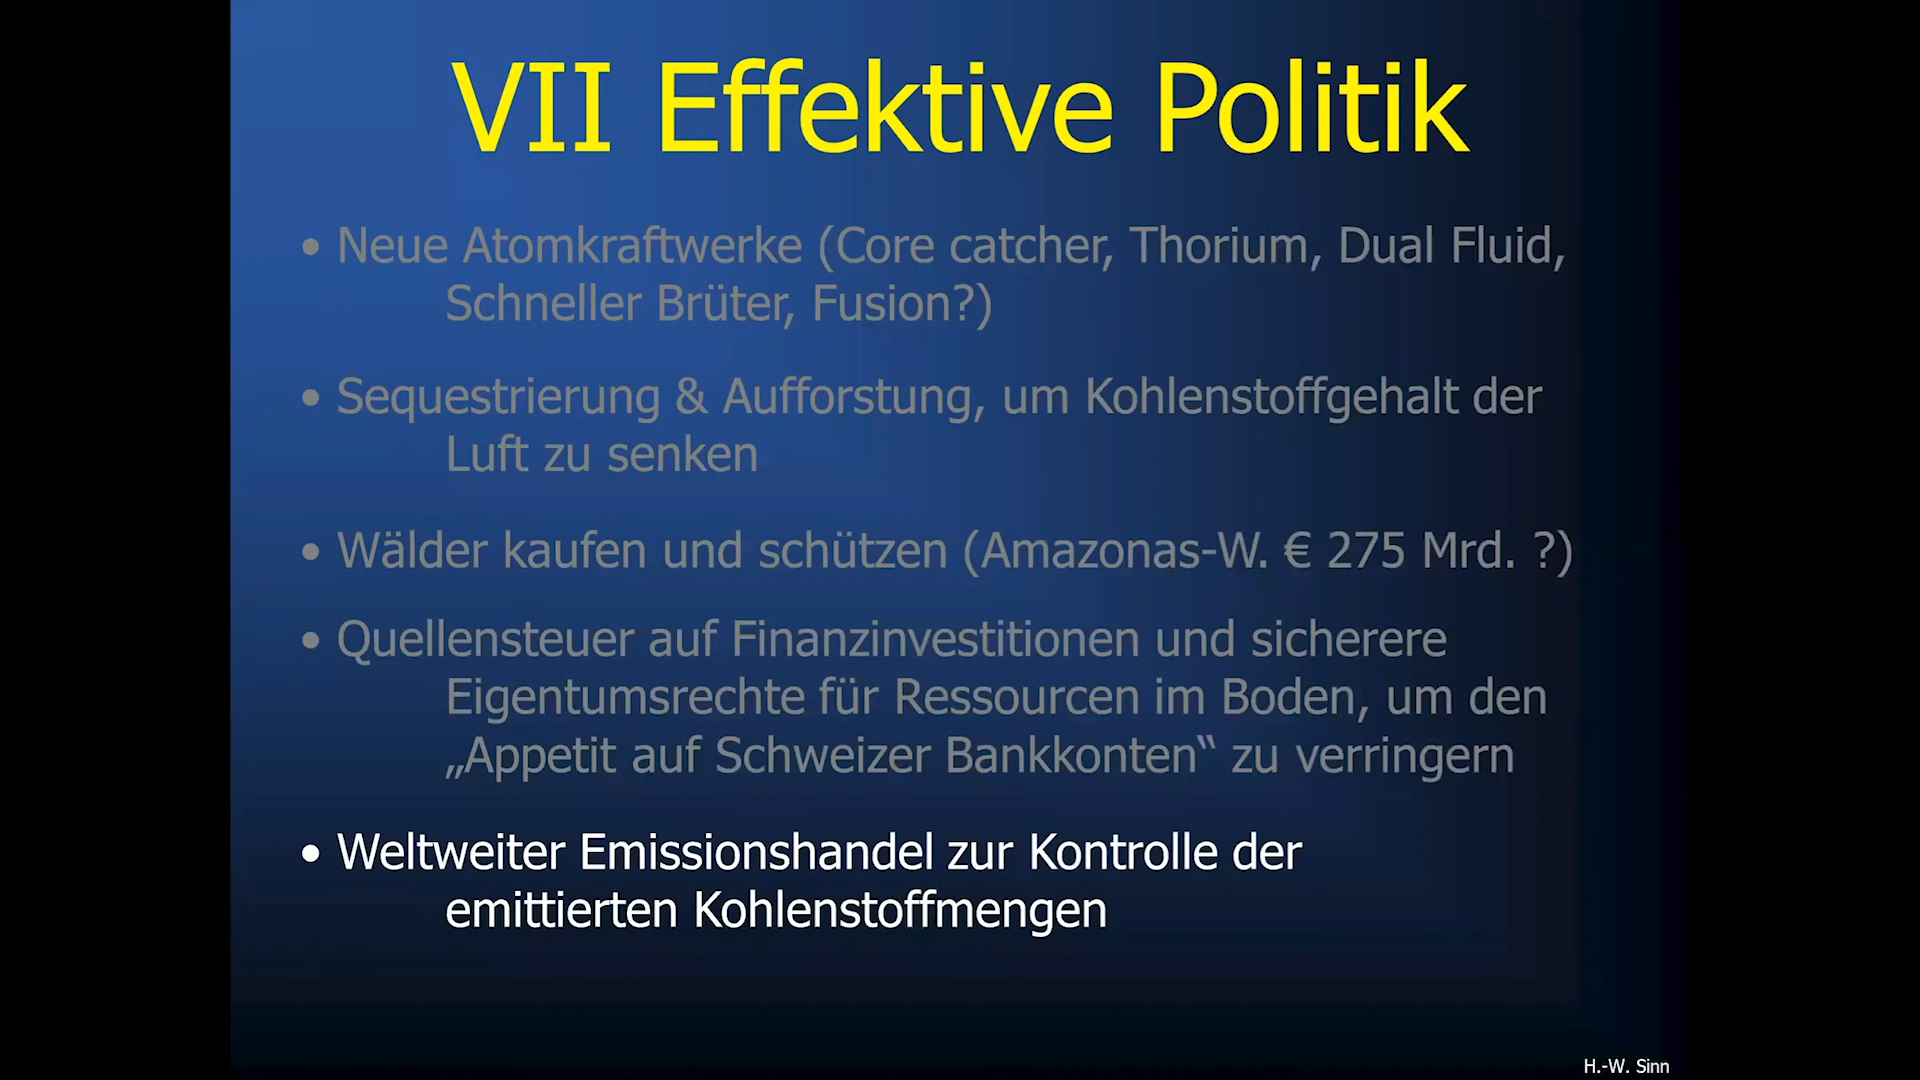 VII Effektive Politik
• Neue Atomkraftwerke (Core catcher, Thorium, Dual Fluid,
Schneller Brüter, Fusion?)
• Sequestrierung & Aufforstung, um Kohlenstoffgehalt der
Luft zu senken
• Wälder kaufen und schützen (Amazonas-W. € 275 Mrd. ?)
• Quellensteuer auf Finanzinvestitionen und sicherere
Eigentumsrechte für Ressourcen im Boden, um den
„Appetit auf Schweizer Bankkonten“ zu verringern
• Weltweiter Emissionshandel zur Kontrolle der
emittierten Kohlenstoffmengen
H.-W. Sinn